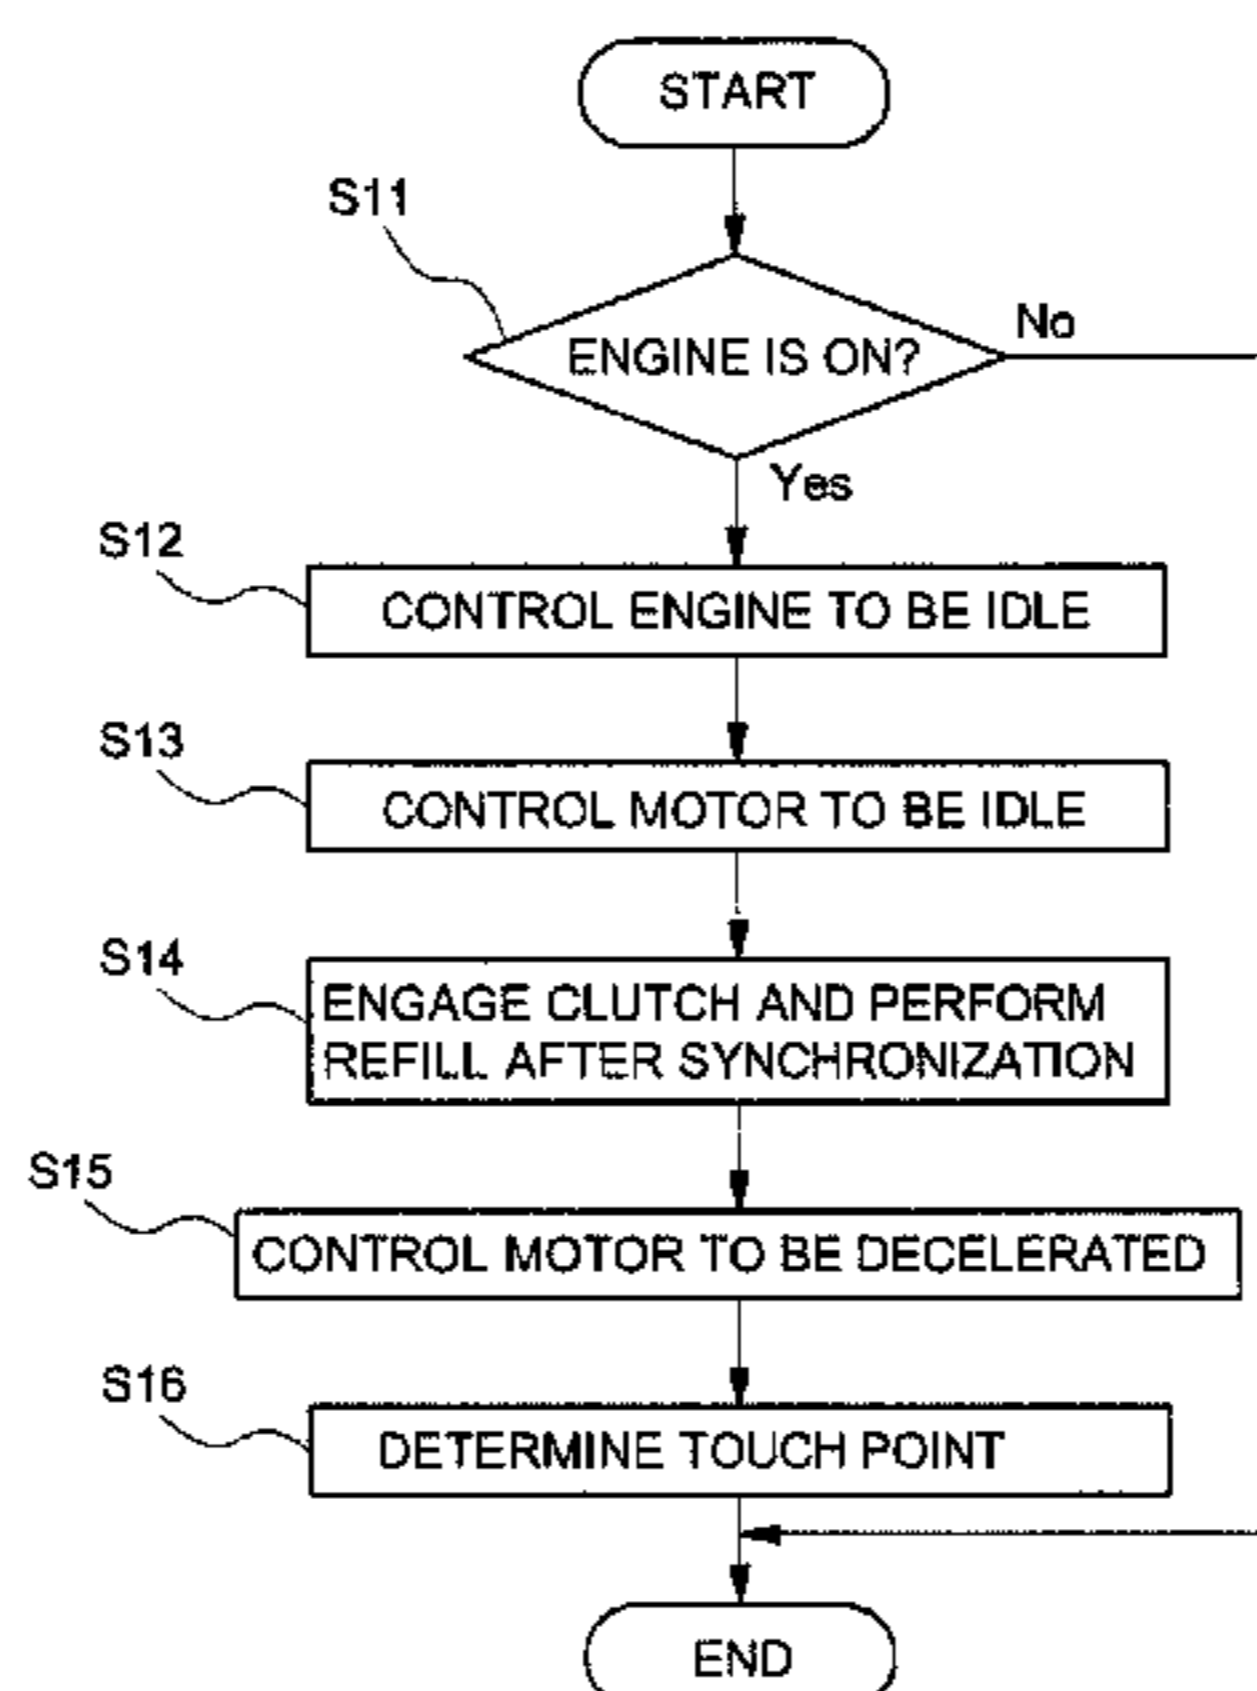 START
S11
ENGINE IS ON?
No
Yes
S12
CONTROL ENGINE TO BE IDLE
S13
CONTROL MOTOR TO BE IDLE
S14
ENGAGE CLUTCH AND PERFORM
REFILL AFTER SYNCHRONIZATION
S15
CONTROL MOTOR TO BE DECELERATED
S16
DETERMINE TOUCH POINT
END